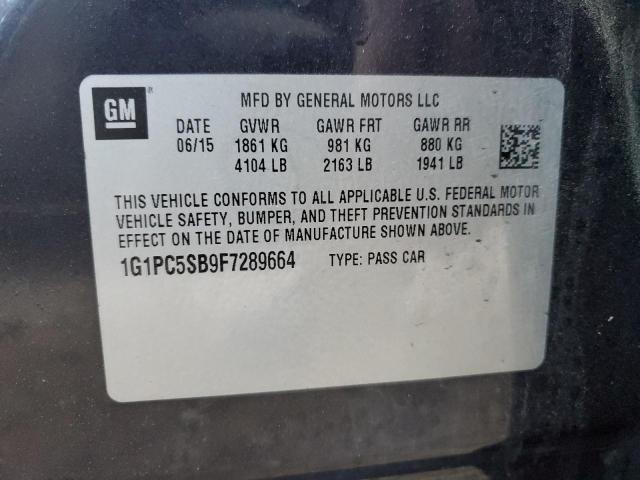 GM ®
MFD BY GENERAL MOTORS LLC
DATE GVWR GAWR FRT GAWR RR
06/15 1861 KG 981 KG 880 KG
4104 LB 2163 LB 1941 LB
THIS VEHICLE CONFORMS TO ALL APPLICABLE U.S. FEDERAL MOTOR
VEHICLE SAFETY, BUMPER, AND THEFT PREVENTION STANDARDS IN
EFFECT ON THE DATE OF MANUFACTURE SHOWN ABOVE.
1G1PC5SB9F7289664 TYPE: PASS CAR